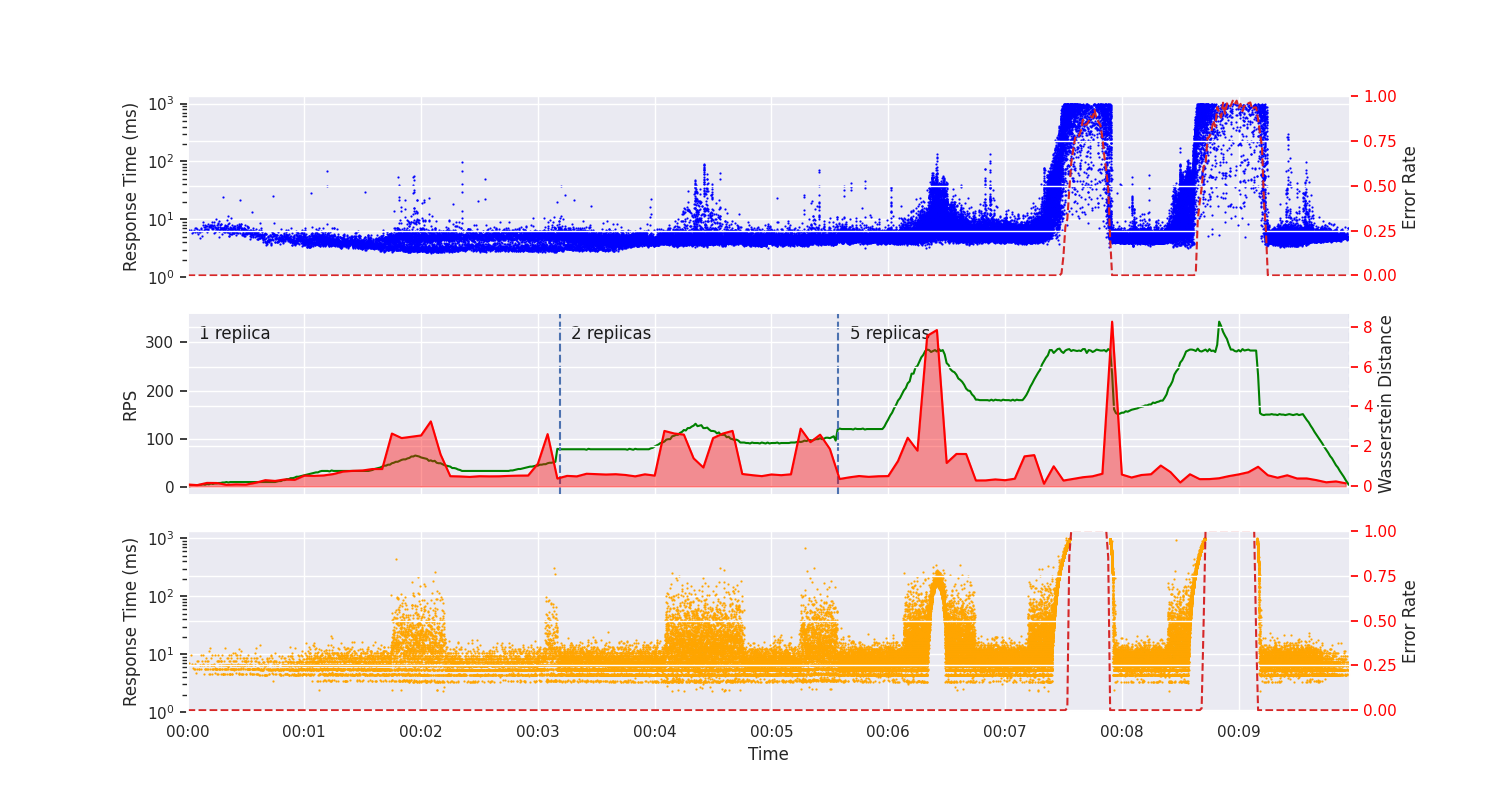 Response Time (ms)
10³
10²
10¹
10⁰
1.00
0.75
0.50
0.25
0.00
Error Rate
RPS
300
200
100
0
1 replica
2 replicas
5 replicas
8
6
4
2
0
Wasserstein Distance
Response Time (ms)
10³
10²
10¹
10⁰
1.00
0.75
0.50
0.25
0.00
Error Rate
00:00 00:01 00:02 00:03 00:04 00:05 00:06 00:07 00:08 00:09
Time